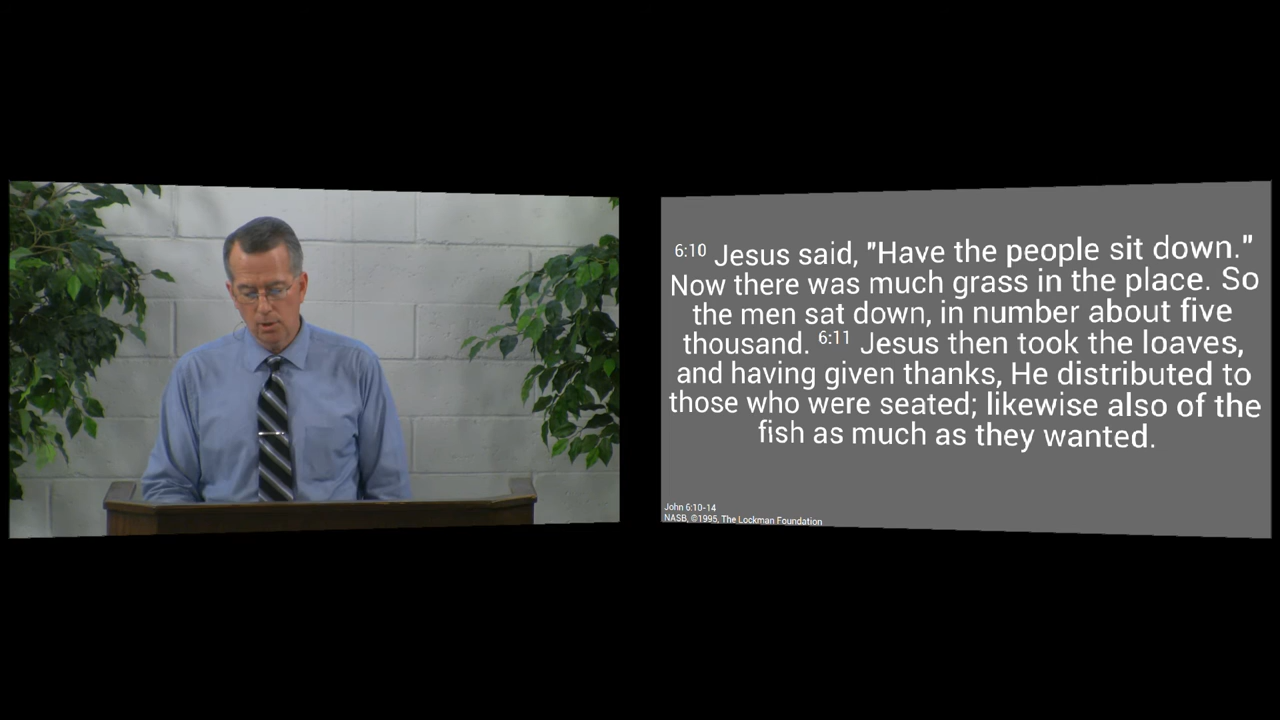 6:10 Jesus said, "Have the people sit down."
Now there was much grass in the place. So
the men sat down, in number about five
thousand. 6:11 Jesus then took the loaves,
and having given thanks, He distributed to
those who were seated; likewise also of the
fish as much as they wanted.
John 6:10-14
NASB, ©1995, The Lockman Foundation